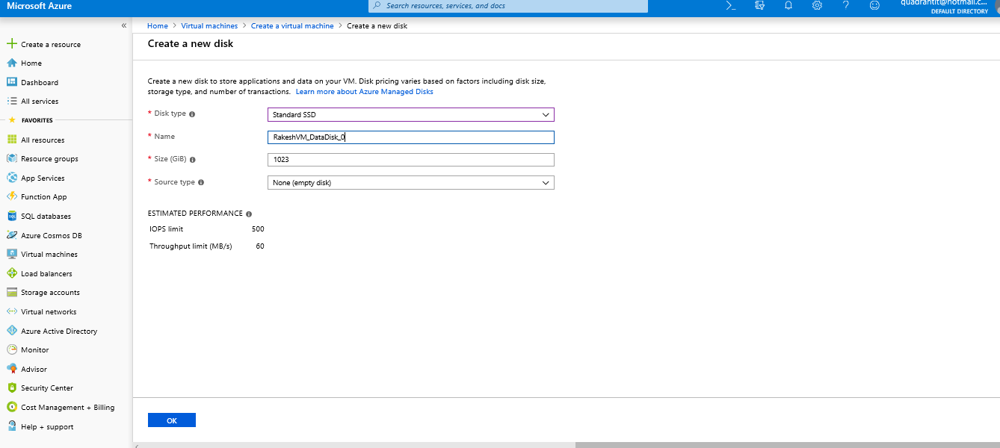 Microsoft Azure
Search resources, services, and docs
quadrantit@hotmail.c...
DEFAULT DIRECTORY
Create a resource
Home
Dashboard
All services
FAVORITES
All resources
Resource groups
App Services
Function App
SQL databases
Azure Cosmos DB
Virtual machines
Load balancers
Storage accounts
Virtual networks
Azure Active Directory
Monitor
Advisor
Security Center
Cost Management + Billing
Help + support
Home > Virtual machines > Create a virtual machine > Create a new disk
Create a new disk
Create a new disk to store applications and data on your VM. Disk pricing varies based on factors including disk size,
storage type, and number of transactions. Learn more about Azure Managed Disks
* Disk type Standard SSD
* Name RakeshVM_DataDisk_0
* Size (GiB) 1023
* Source type None (empty disk)
ESTIMATED PERFORMANCE
IOPS limit 500
Throughput limit (MB/s) 60
OK